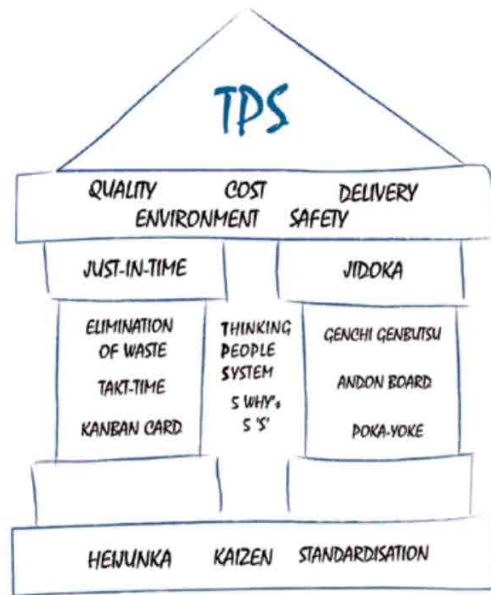 TPS
QUALITY COST DELIVERY
ENVIRONMENT SAFETY
JUST-IN-TIME
JIDOKA
ELIMINATION
OF WASTE
TAKT-TIME
KANBAN CARD
THINKING
PEOPLE
SYSTEM
5 WHY's
5 'S'
GENCHI GENBUTSU
ANDON BOARD
POKA-YOKE
HEIJUNKA KAIZEN STANDARDISATION